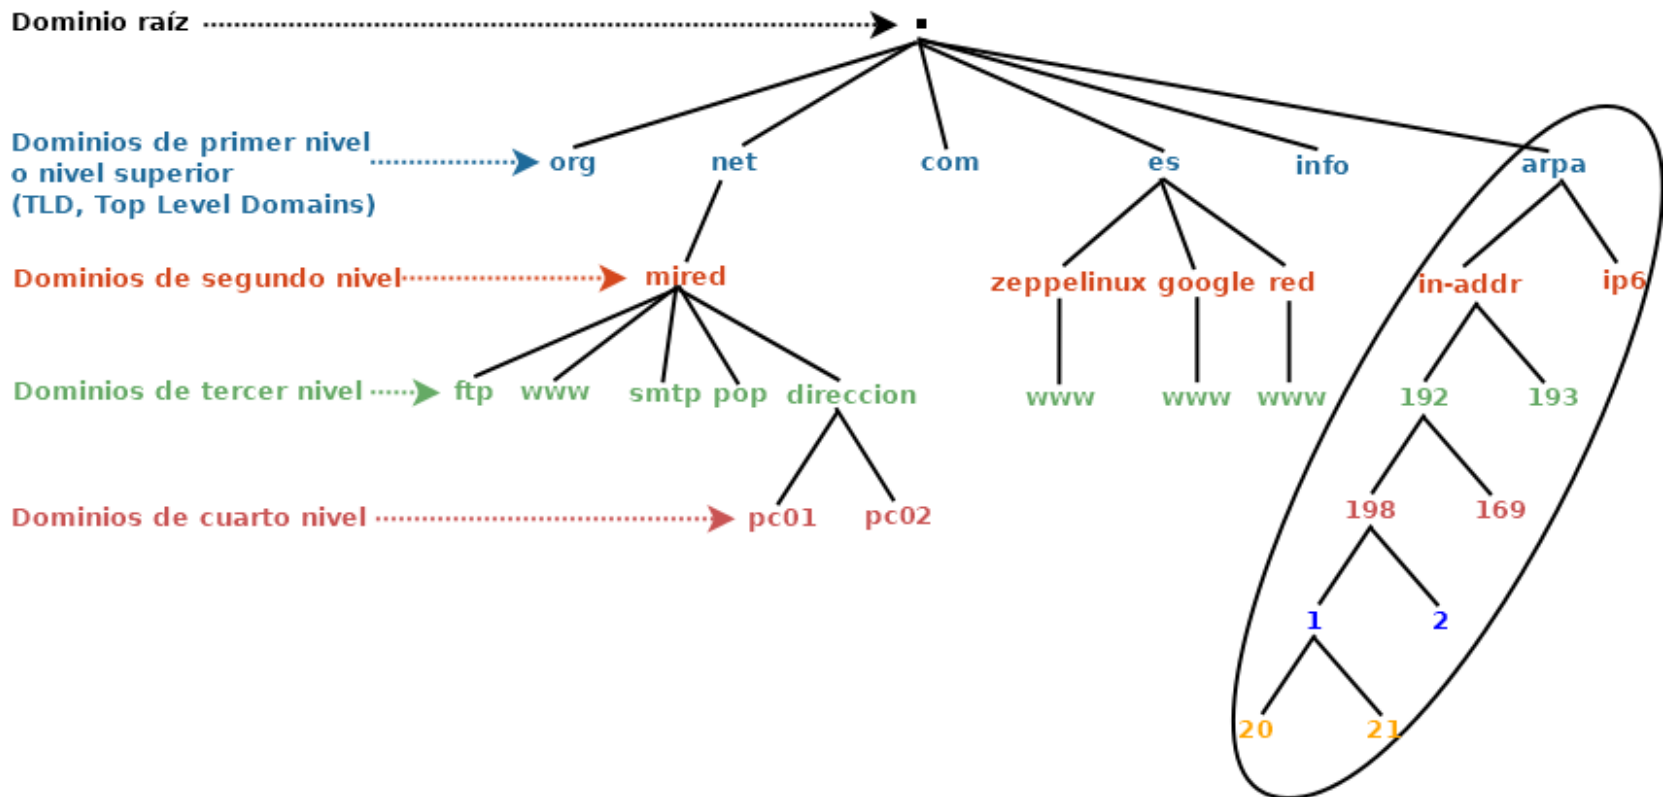 Dominio raíz
.
Dominios de primer nivel
o nivel superior
(TLD, Top Level Domains)
org net com es info arpa
Dominios de segundo nivel
mired zeppelinux google red in-addr ip6
Dominios de tercer nivel
ftp www smtp pop direccion www www www 192 193
Dominios de cuarto nivel
pc01 pc02 198 169
1 2
20 21